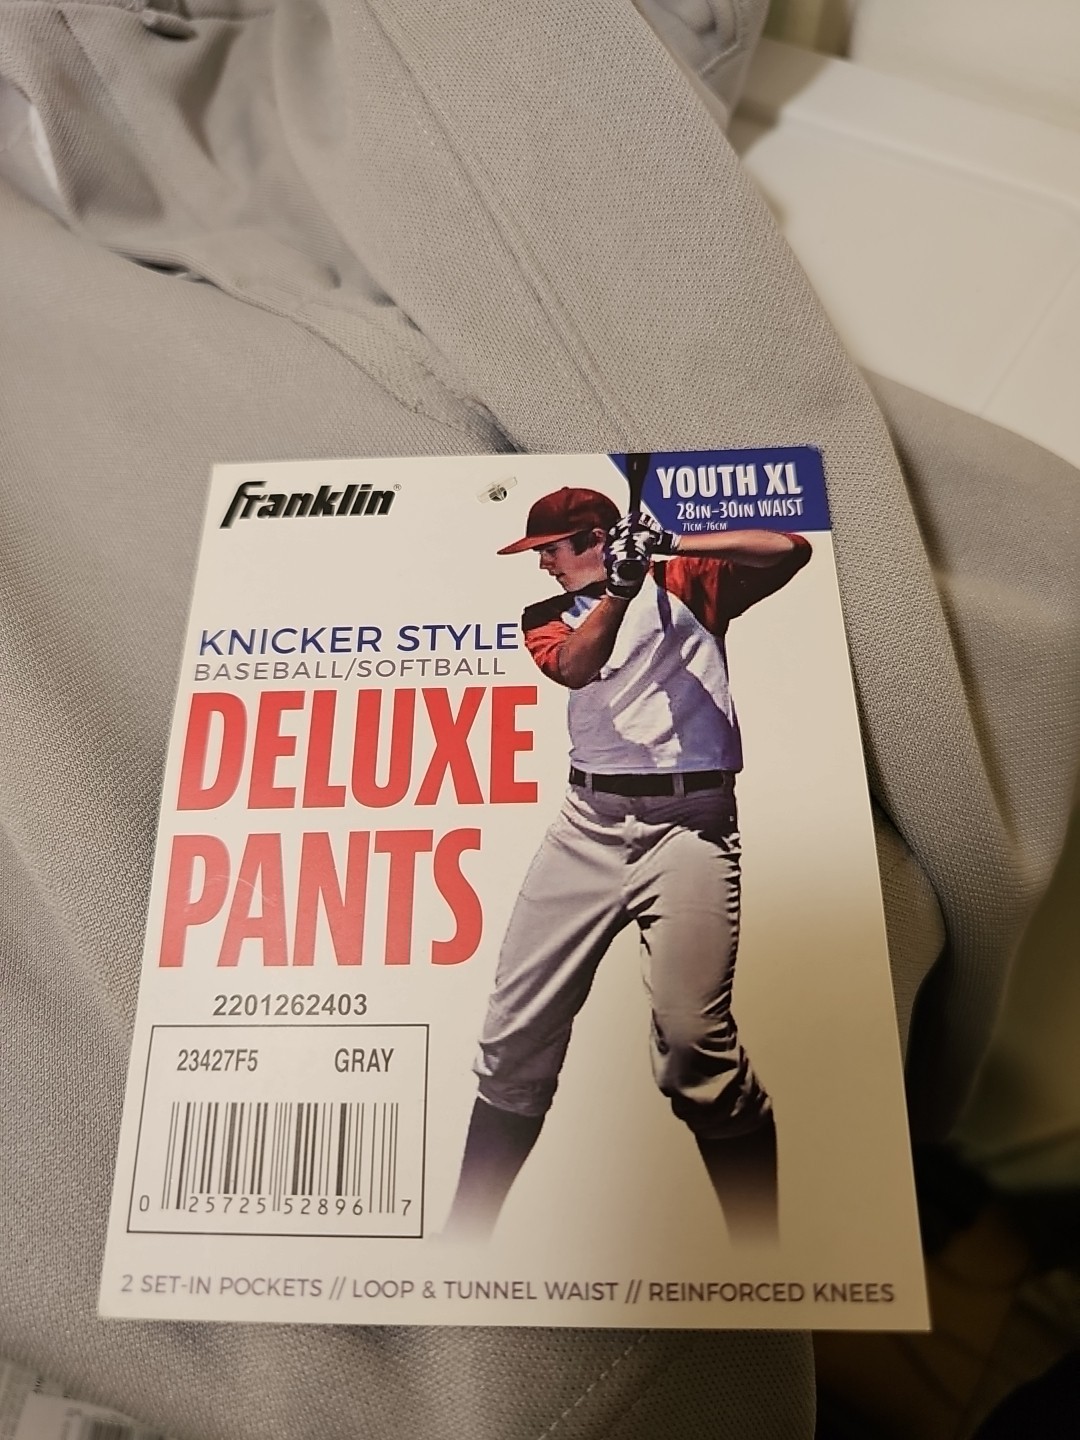 Franklin®
YOUTH XL
28IN-30IN WAIST
71CM-76CM
KNICKER STYLE
BASEBALL/SOFTBALL
DELUXE
PANTS
2201262403
23427F5 GRAY
0 25725 52896 7
2 SET-IN POCKETS // LOOP & TUNNEL WAIST // REINFORCED KNEES